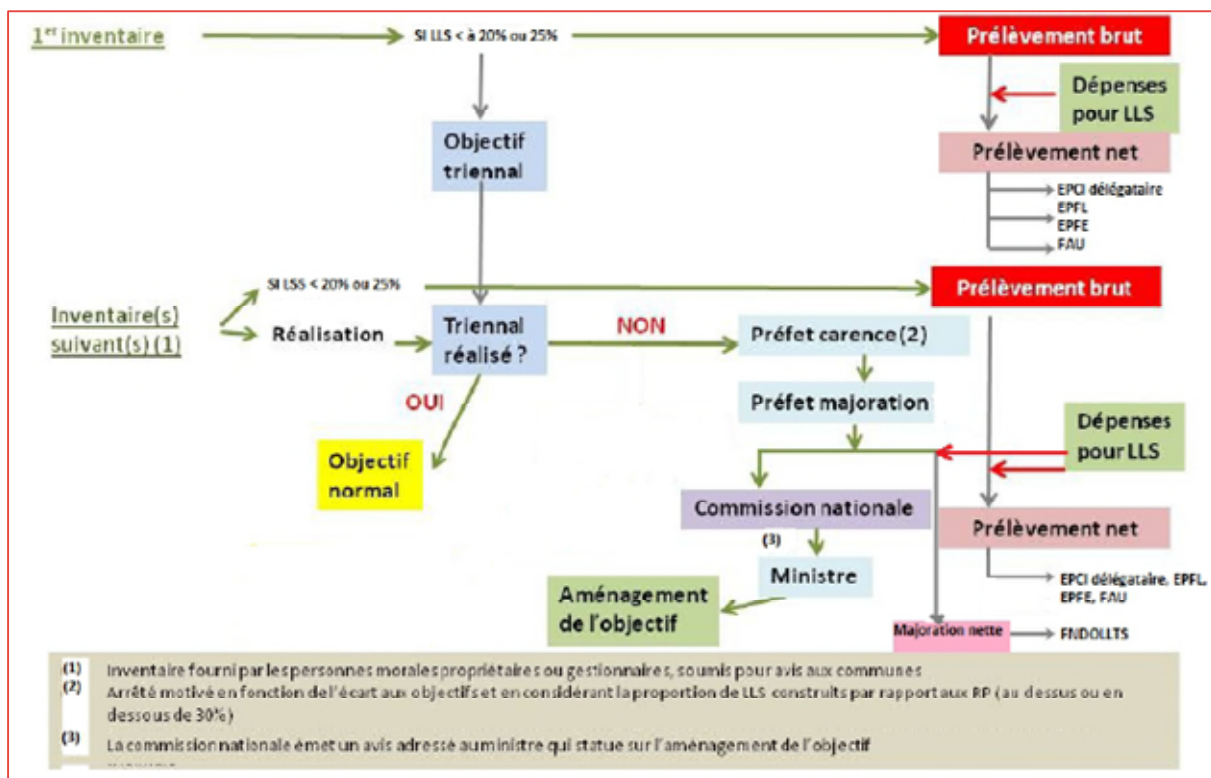 1er inventaire
SI LLS < à 20% ou 25%
Prélèvement brut
Dépenses
pour LLS
Objectif
triennal
Prélèvement net
EPCI délégataire
EPFL
EPFE
FAU
SI LSS < 20% ou 25%
Prélèvement brut
Inventaire(s)
suivant(s) (1)
Réalisation
Triennal
réalisé ?
NON
Préfet carence (2)
OUI
Préfet majoration
Dépenses
pour LLS
Objectif
normal
Commission nationale
Prélèvement net
(3)
Ministre
EPCI délégataire, EPFL,
EPFE, FAU
Aménagement
de l'objectif
Majoration nette
FNDOLLTS
(1) Inventaire fourni par les personnes morales propriétaires ou gestionnaires, soumis pour avis aux communes
(2) Arrêté motivé en fonction de l'écart aux objectifs et en considérant la proportion de LLS construits par rapport aux RP (au dessus ou en
dessous de 30%)
(3) La commission nationale émet un avis adressé au ministre qui statue sur l'aménagement de l'objectif